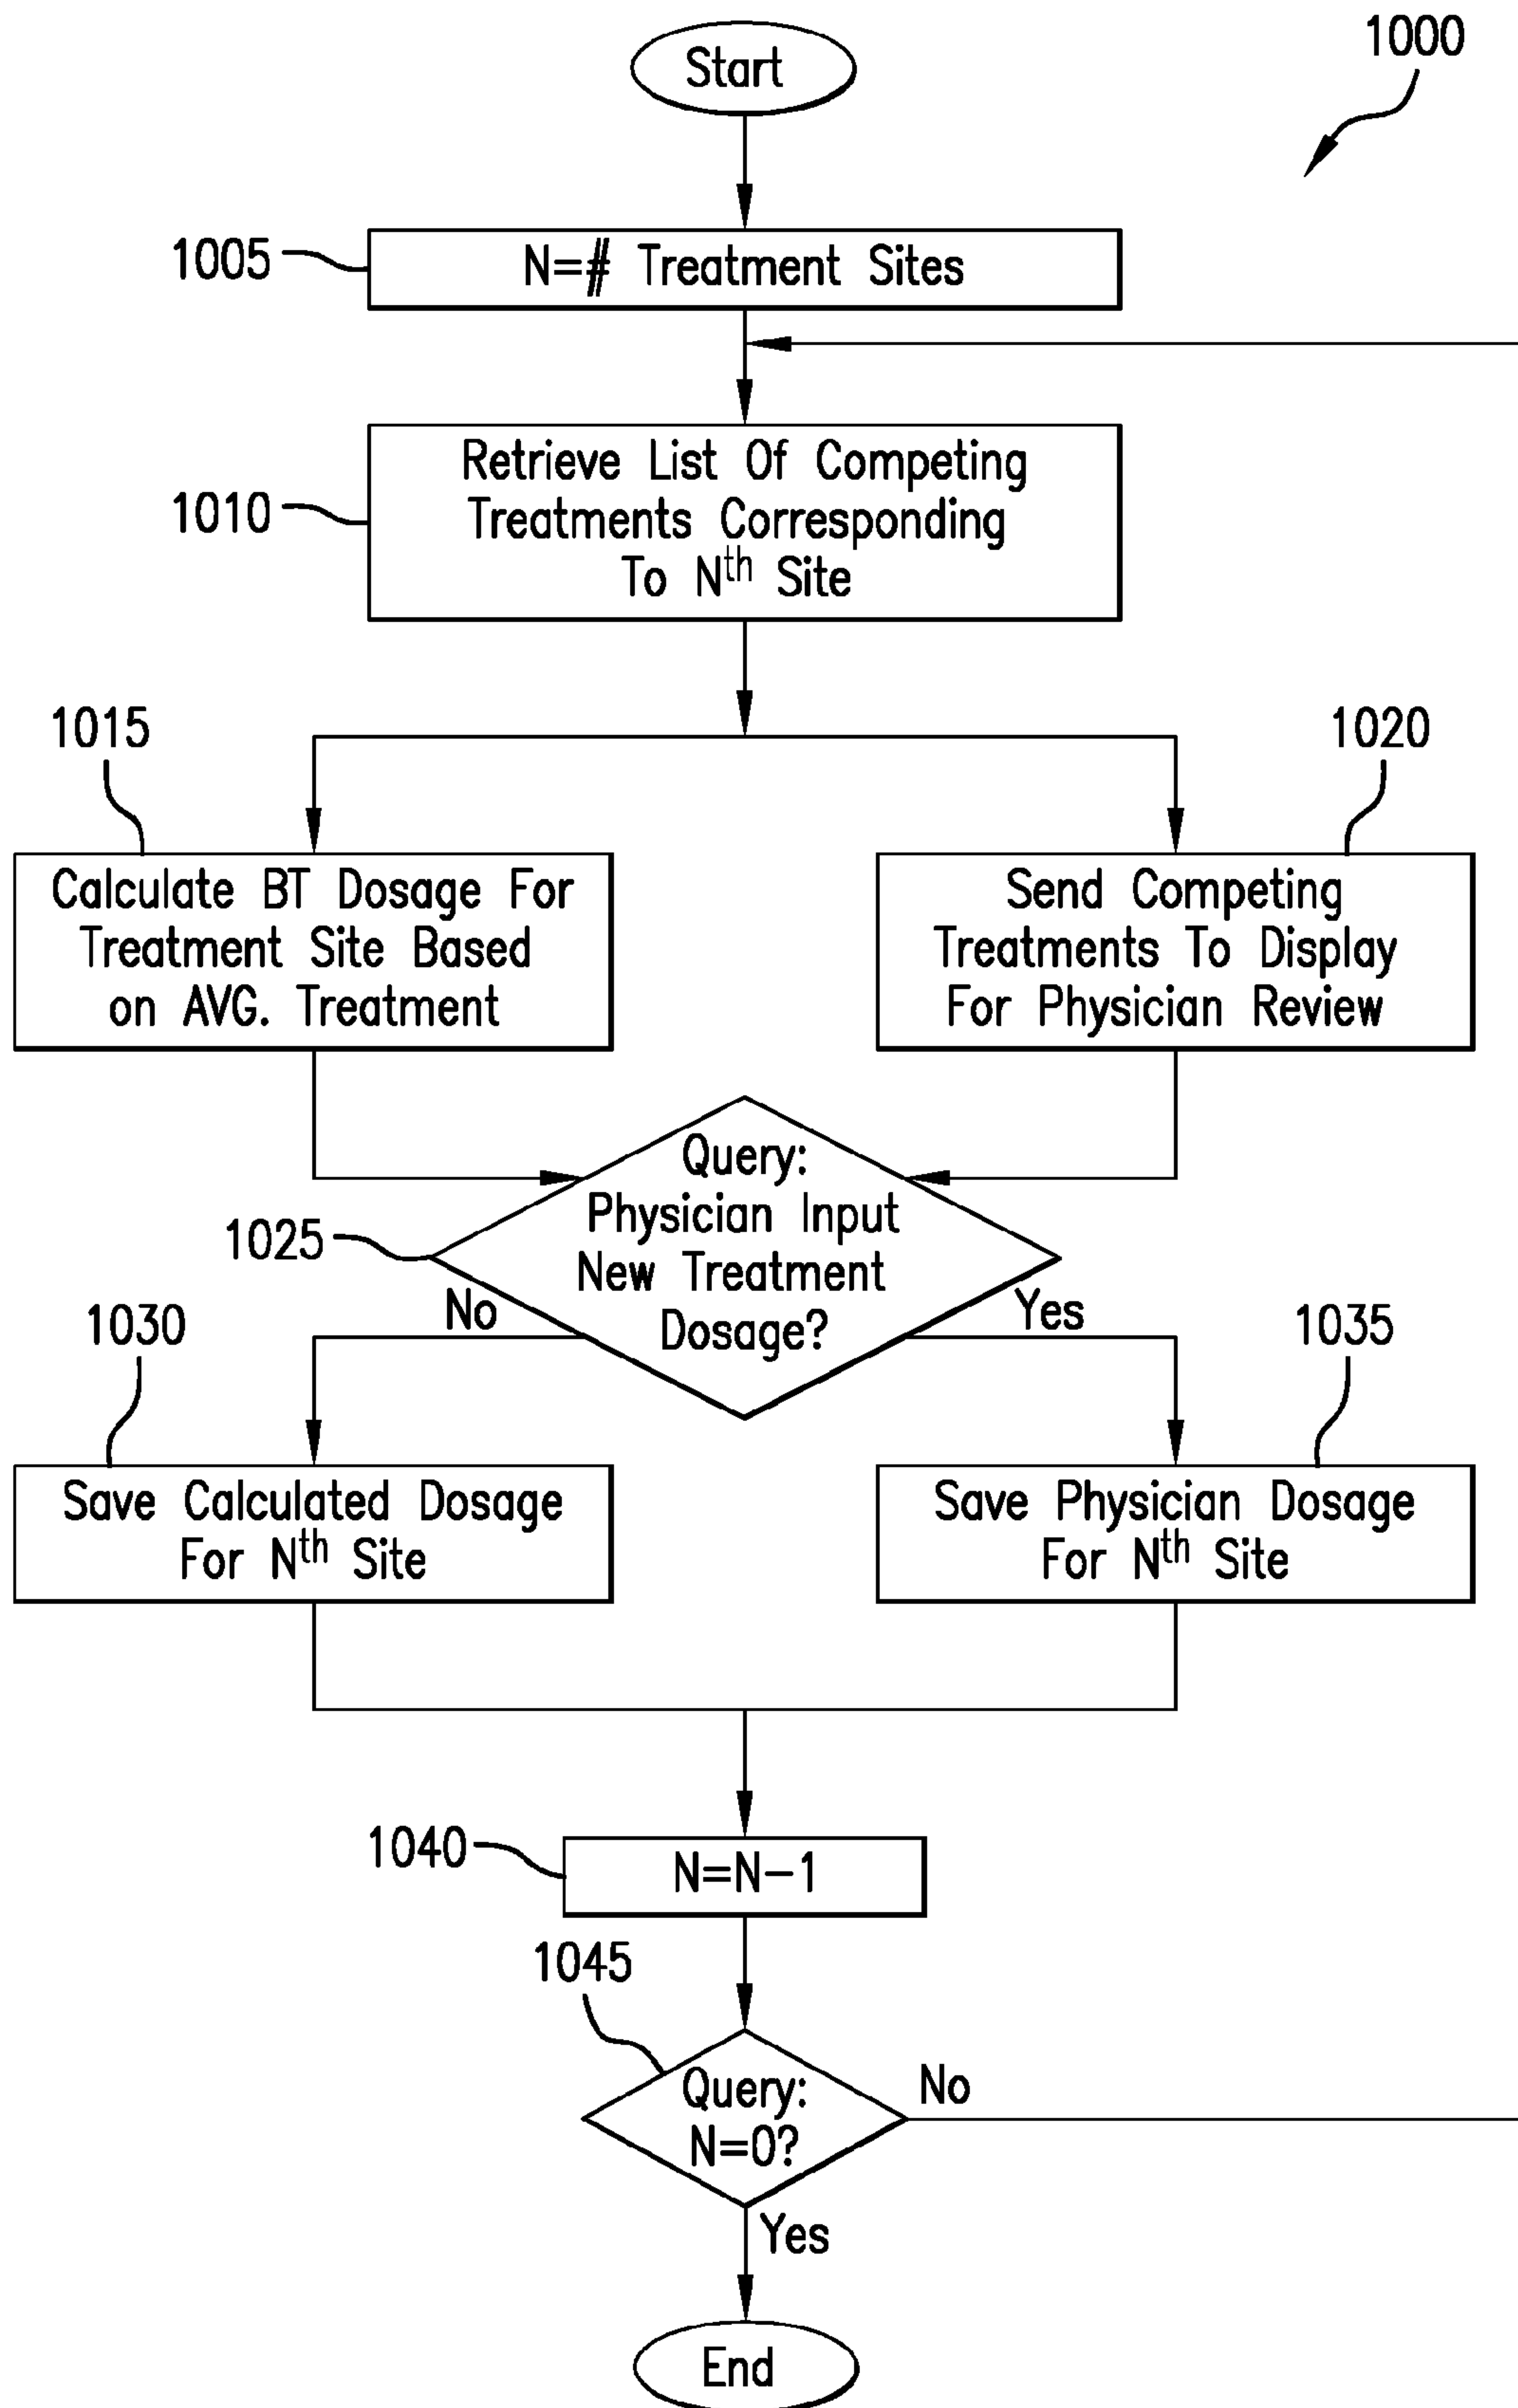 Start
1000
1005
N=# Treatment Sites
Retrieve List Of Competing
Treatments Corresponding
To Nth Site
1010
1015
1020
Calculate BT Dosage For
Treatment Site Based
on AVG. Treatment
Send Competing
Treatments To Display
For Physician Review
Query:
Physician Input
New Treatment
Dosage?
1025
No
Yes
1030
1035
Save Calculated Dosage
For Nth Site
Save Physician Dosage
For Nth Site
1040
N=N-1
1045
Query:
N=0?
No
Yes
End